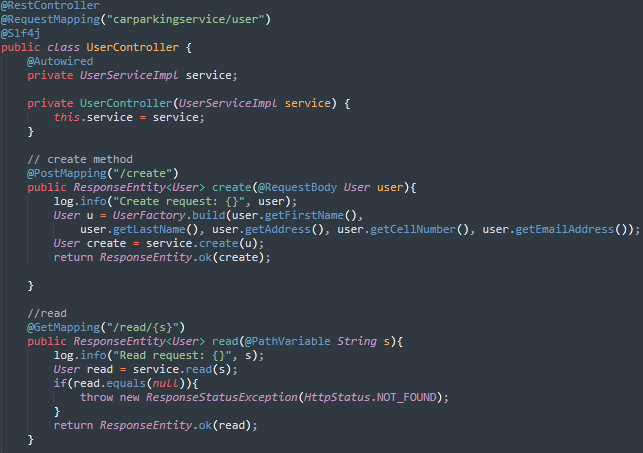 @RestController
@RequestMapping("carparkingservice/user")
@Slf4j
public class UserController {
    @Autowired
    private UserServiceImpl service;
    private UserController(UserServiceImpl service) {
        this.service = service;
    }
    // create method
    @PostMapping("/create")
    public ResponseEntity<User> create(@RequestBody User user){
        log.info("Create request: {}", user);
        User u = UserFactory.build(user.getFirstName(),
            user.getLastName(), user.getAddress(), user.getCellNumber(), user.getEmailAddress());
        User create = service.create(u);
        return ResponseEntity.ok(create);
    }
    //read
    @GetMapping("/read/{s}")
    public ResponseEntity<User> read(@PathVariable String s){
        log.info("Read request: {}", s);
        User read = service.read(s);
        if(read.equals(null)){
            throw new ResponseStatusException(HttpStatus.NOT_FOUND);
        }
        return ResponseEntity.ok(read);
    }